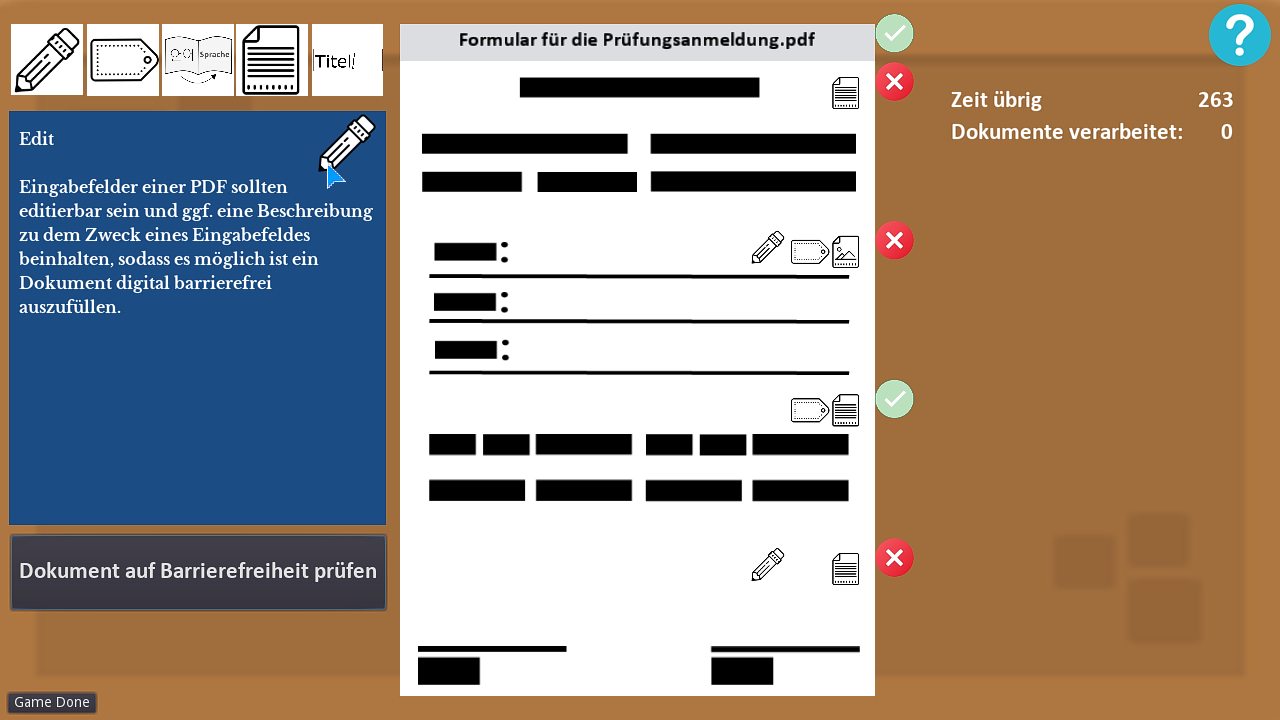 Sprache
Titel
Formular für die Prüfungsanmeldung.pdf
?
Zeit übrig 263
Dokumente verarbeitet: 0
Edit
Eingabefelder einer PDF sollten
editierbar sein und ggf. eine Beschreibung
zu dem Zweck eines Eingabefeldes
beinhalten, sodass es möglich ist ein
Dokument digital barrierefrei
auszufüllen.
:
:
:
Dokument auf Barrierefreiheit prüfen
Game Done